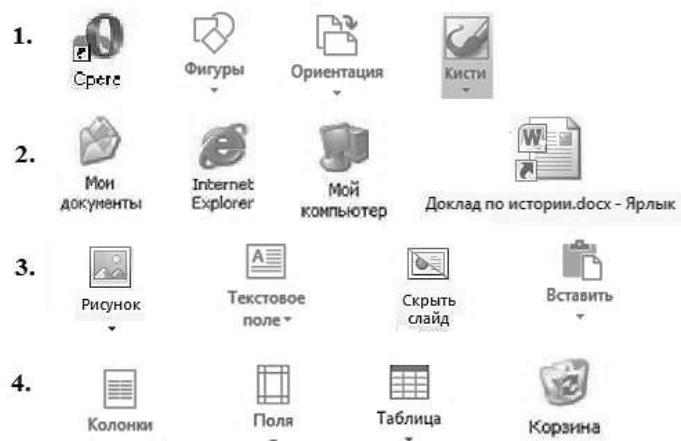 1.
Opera
Фигуры
Ориентация
Кисти
2.
Мои
документы
Internet
Explorer
Мой
компьютер
W
Доклад по истории.docx - Ярлык
3.
Рисунок
A
Текстовое
поле
Скрыть
слайд
Вставить
4.
Колонки
Поля
Таблица
Корзина